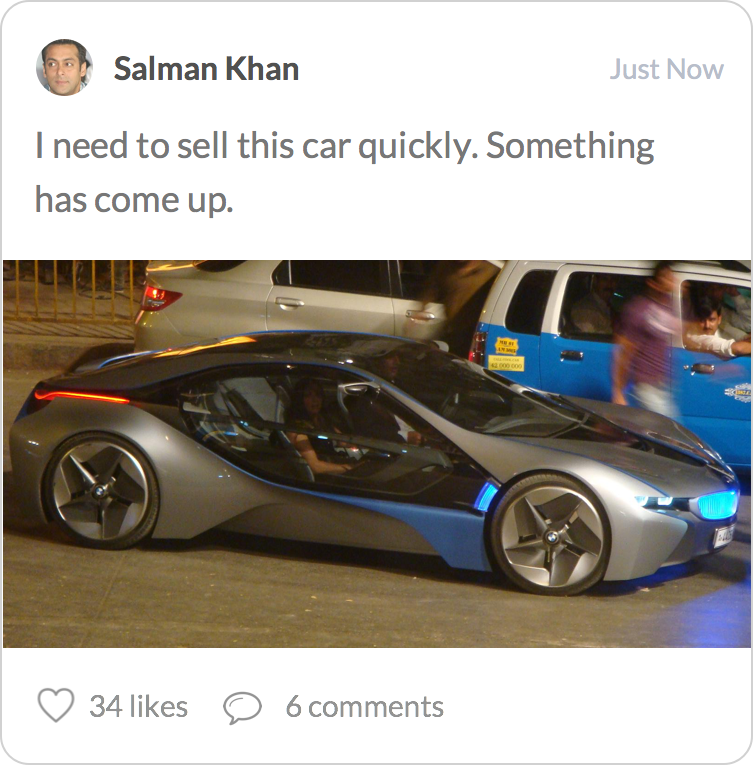 Salman Khan
Just Now
I need to sell this car quickly. Something
has come up.
34 likes
6 comments